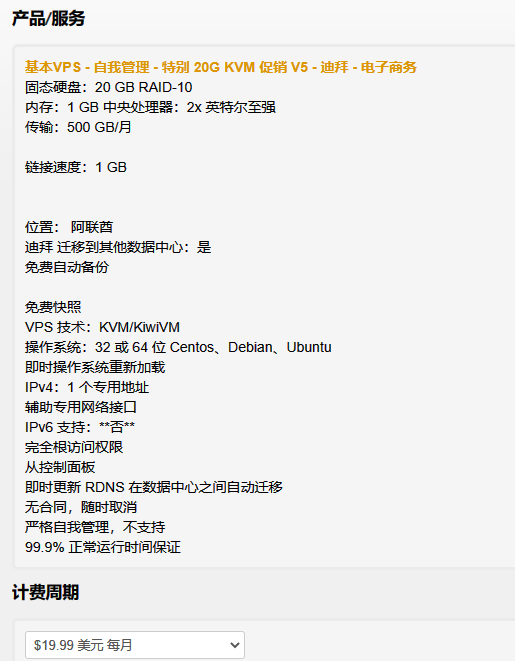 产品/服务
基本VPS - 自我管理 - 特别 20G KVM 促销 V5 - 迪拜 - 电子商务
固态硬盘：20 GB RAID-10
内存：1 GB 中央处理器：2x 英特尔至强
传输：500 GB/月
链接速度：1 GB
位置： 阿联酋
迪拜 迁移到其他数据中心：是
免费自动备份
免费快照
VPS 技术：KVM/KiwiVM
操作系统：32 或 64 位 Centos、Debian、Ubuntu
即时操作系统重新加载
IPv4：1 个专用地址
辅助专用网络接口
IPv6 支持：**否**
完全根访问权限
从控制面板
即时更新 RDNS 在数据中心之间自动迁移
无合同，随时取消
严格自我管理，不支持
99.9% 正常运行时间保证
计费周期
$19.99 美元 每月